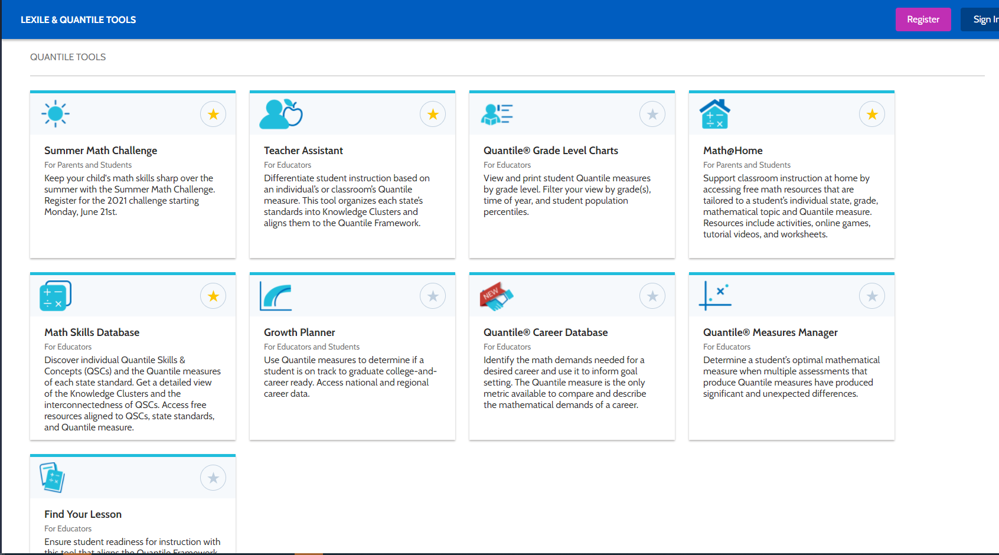 LEXILE & QUANTILE TOOLS
Register
Sign In
QUANTILE TOOLS
Summer Math Challenge
For Parents and Students
Keep your child's math skills sharp over the
summer with the Summer Math Challenge.
Register for the 2021 challenge starting
Monday, June 21st.
Teacher Assistant
For Educators
Differentiate student instruction based on
an individual's or classroom's Quantile
measure. This tool organizes each state's
standards into Knowledge Clusters and
aligns them to the Quantile Framework.
Quantile® Grade Level Charts
For Educators
View and print student Quantile measures
by grade level. Filter your view by grade(s),
time of year, and student population
percentiles.
Math@Home
For Parents and Students
Support classroom instruction at home by
accessing free math resources that are
tailored to a student's individual state, grade,
mathematical topic and Quantile measure.
Resources include activities, online games,
tutorial videos, and worksheets.
Math Skills Database
For Educators
Discover individual Quantile Skills &
Concepts (QSCs) and the Quantile measures
of each state standard. Get a detailed view
of the Knowledge Clusters and the
interconnectedness of QSCs. Access free
resources aligned to QSCs, state standards,
and Quantile measure.
Growth Planner
For Educators and Students
Use Quantile measures to determine if a
student is on track to graduate college-and-
career ready. Access national and regional
career data.
NEW
Quantile® Career Database
For Educators
Identify the math demands needed for a
desired career and use it to inform goal
setting. The Quantile measure is the only
metric available to compare and describe
the mathematical demands of a career.
Quantile® Measures Manager
For Educators
Determine a student's optimal mathematical
measure when multiple assessments that
produce Quantile measures have produced
significant and unexpected differences.
Find Your Lesson
For Educators
Ensure student readiness for instruction with
this tool that aligns the Quantile Framework